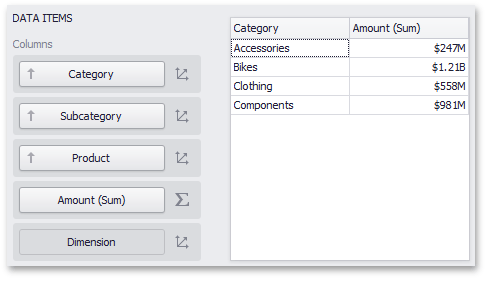 DATA ITEMS
Columns
Category
Subcategory
Product
Amount (Sum)
Dimension
Category Amount (Sum)
Accessories $247M
Bikes $1.21B
Clothing $558M
Components $981M